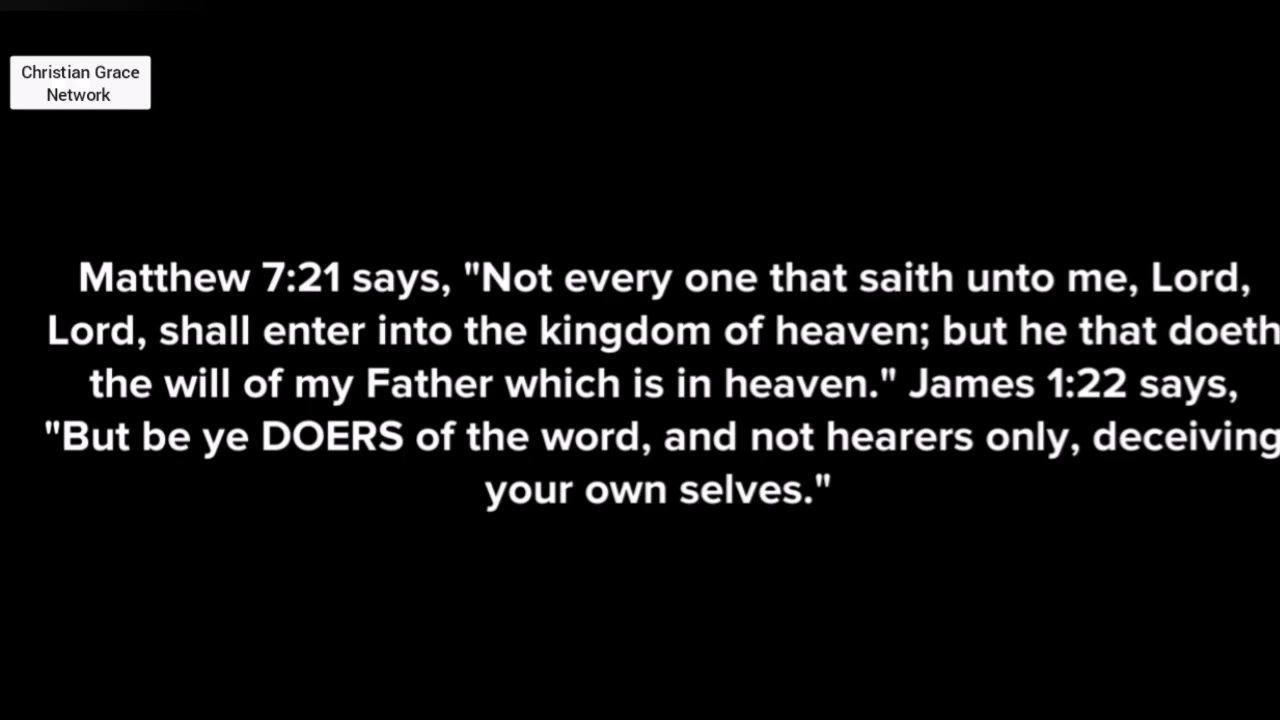 Christian Grace
Network
Matthew 7:21 says, "Not every one that saith unto me, Lord,
Lord, shall enter into the kingdom of heaven; but he that doeth
the will of my Father which is in heaven." James 1:22 says,
"But be ye DOERS of the word, and not hearers only, deceiving
your own selves."